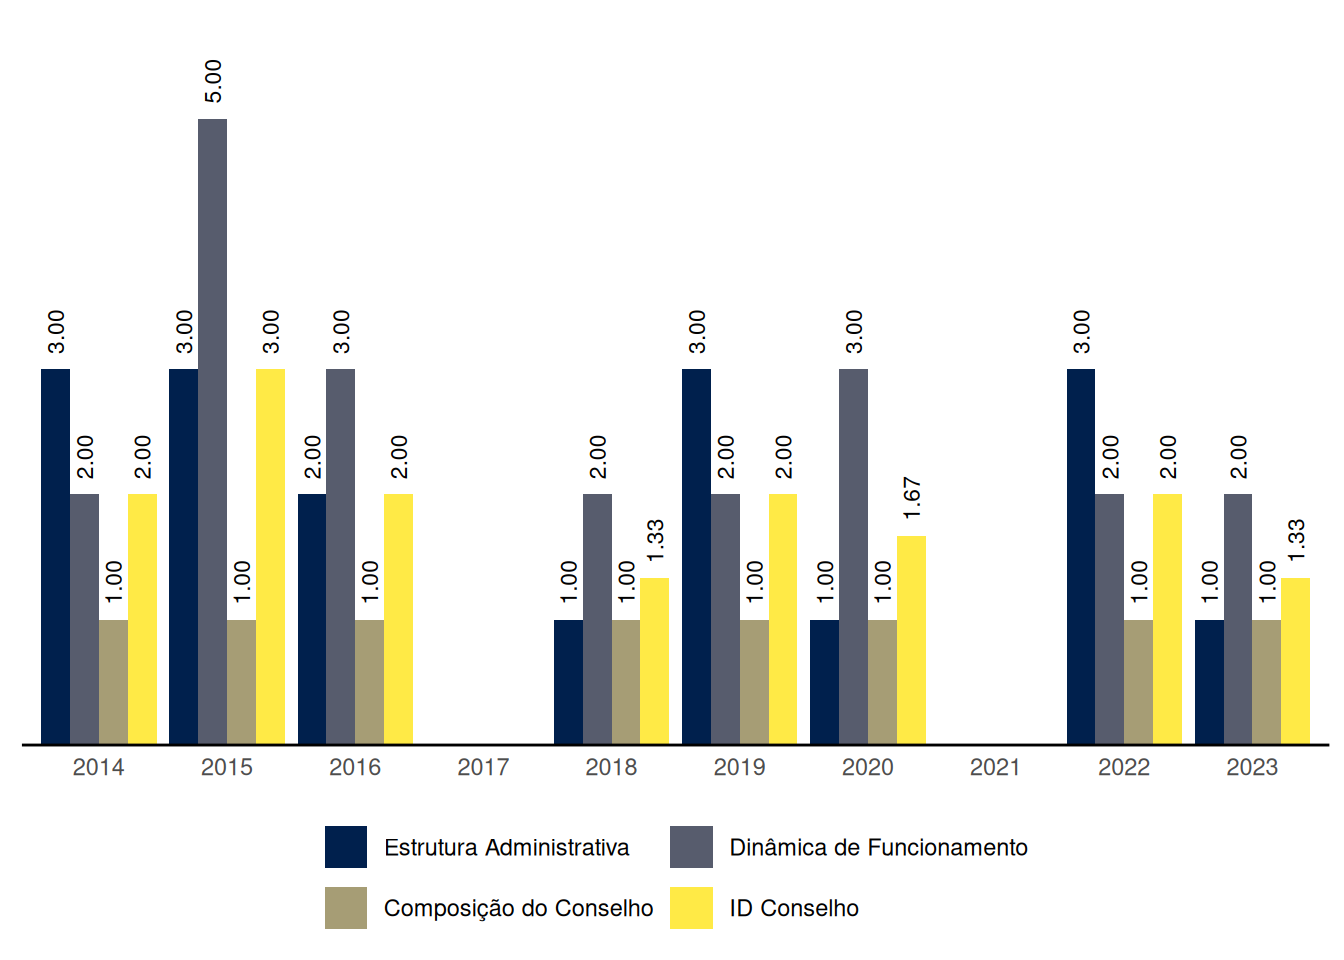 5.00
3.00 3.00 3.00 3.00 3.00 3.00 3.00
2.00 2.00 2.00 2.00 2.00 2.00 2.00 2.00 2.00 2.00
1.67
1.33 1.33
1.00 1.00 1.00 1.00 1.00 1.00 1.00 1.00 1.00 1.00 1.00
2014 2015 2016 2017 2018 2019 2020 2021 2022 2023
Estrutura Administrativa Dinâmica de Funcionamento
Composição do Conselho ID Conselho